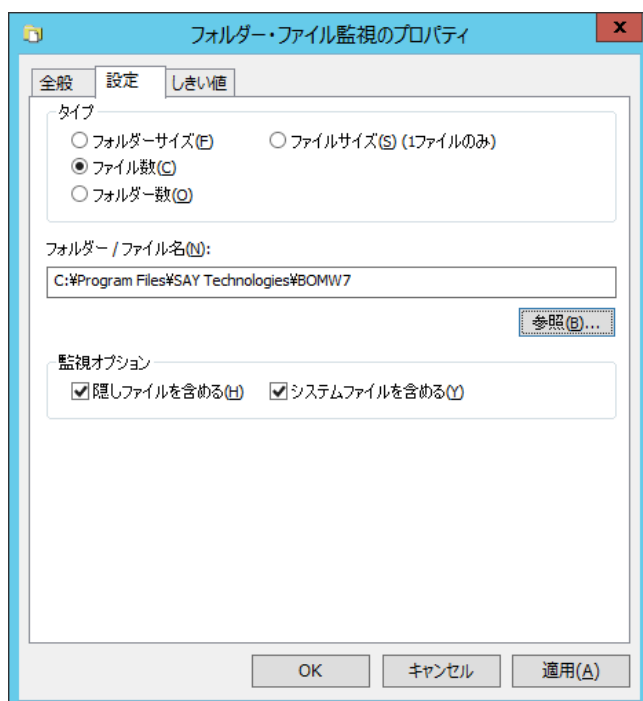 フォルダー・ファイル監視のプロパティ
x
全般 設定 しきい値
タイプ
フォルダーサイズ(F) ファイルサイズ(S) (1ファイルのみ)
ファイル数(C)
フォルダー数(O)
フォルダー / ファイル名(N):
C:¥Program Files¥SAY Technologies¥BOMW7
参照(B)...
監視オプション
隠しファイルを含める(H) システムファイルを含める(Y)
OK キャンセル 適用(A)